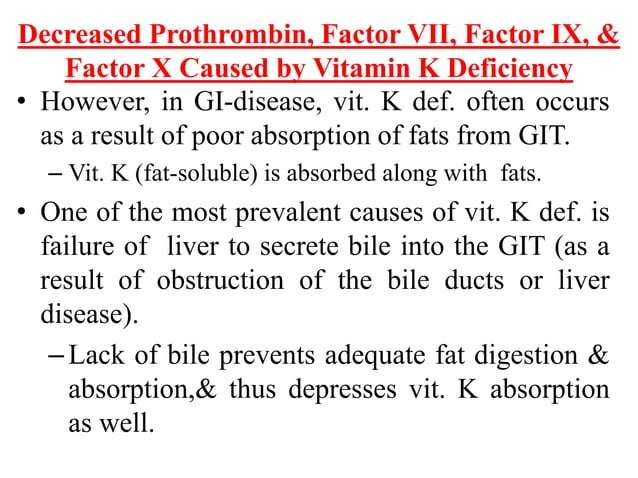 Decreased Prothrombin, Factor VII, Factor IX, &
Factor X Caused by Vitamin K Deficiency
• However, in GI-disease, vit. K def. often occurs
as a result of poor absorption of fats from GIT.
– Vit. K (fat-soluble) is absorbed along with fats.
• One of the most prevalent causes of vit. K def. is
failure of liver to secrete bile into the GIT (as a
result of obstruction of the bile ducts or liver
disease).
– Lack of bile prevents adequate fat digestion &
absorption,& thus depresses vit. K absorption
as well.